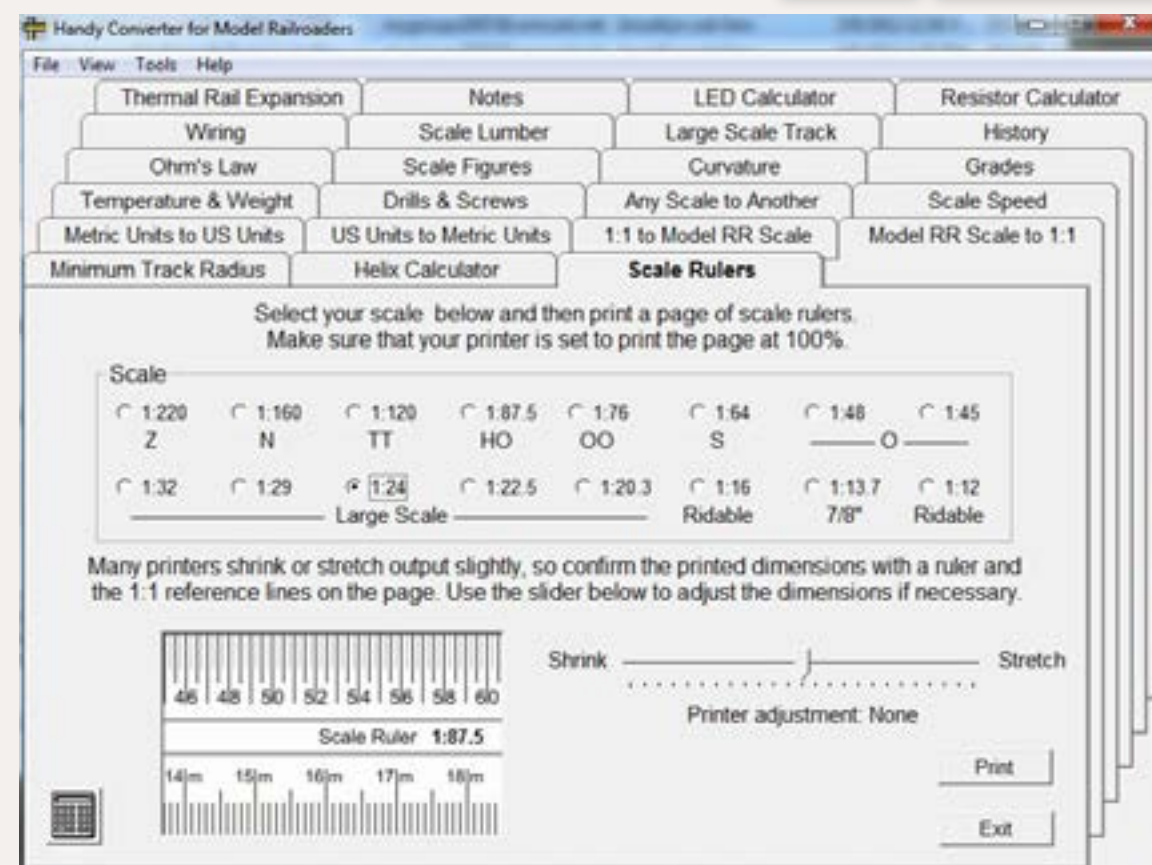 Handy Converter for Model Railroaders
File View Tools Help
Thermal Rail Expansion Notes LED Calculator Resistor Calculator
Wiring Scale Lumber Large Scale Track History
Ohm's Law Scale Figures Curvature Grades
Temperature & Weight Drills & Screws Any Scale to Another Scale Speed
Metric Units to US Units US Units to Metric Units 1:1 to Model RR Scale Model RR Scale to 1:1
Minimum Track Radius Helix Calculator Scale Rulers
Select your scale below and then print a page of scale rulers.
Make sure that your printer is set to print the page at 100%.
Scale
1:220 1:160 1:120 1:87.5 1:76 1:64 1:48 1:45
Z N TT HO OO S O
1:32 1:29 1:24 1:22.5 1:20.3 1:16 1:13.7 1:12
Large Scale Ridable 7/8" Ridable
Many printers shrink or stretch output slightly, so confirm the printed dimensions with a ruler and
the 1:1 reference lines on the page. Use the slider below to adjust the dimensions if necessary.
Shrink Stretch
46 48 50 52 54 56 58 60
Printer adjustment: None
Scale Ruler 1:87.5
14 m 15 m 16 m 17 m 18 m
Print
Exit